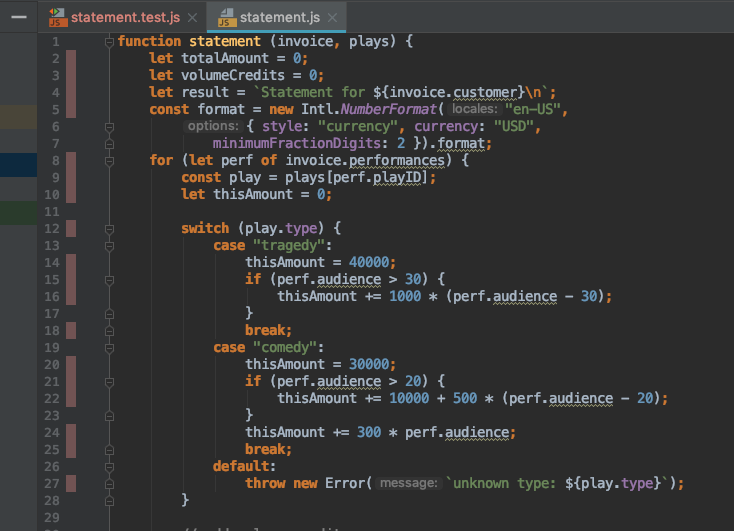 statement.test.js statement.js
1 function statement (invoice, plays) {
2 let totalAmount = 0;
3 let volumeCredits = 0;
4 let result = `Statement for ${invoice.customer}\n`;
5 const format = new Intl.NumberFormat( locales: "en-US",
6 options: { style: "currency", currency: "USD",
7 minimumFractionDigits: 2 }).format;
8 for (let perf of invoice.performances) {
9 const play = plays[perf.playID];
10 let thisAmount = 0;
11
12 switch (play.type) {
13 case "tragedy":
14 thisAmount = 40000;
15 if (perf.audience > 30) {
16 thisAmount += 1000 * (perf.audience - 30);
17 }
18 break;
19 case "comedy":
20 thisAmount = 30000;
21 if (perf.audience > 20) {
22 thisAmount += 10000 + 500 * (perf.audience - 20);
23 }
24 thisAmount += 300 * perf.audience;
25 break;
26 default:
27 throw new Error( message: `unknown type: ${play.type}`);
28 }
29